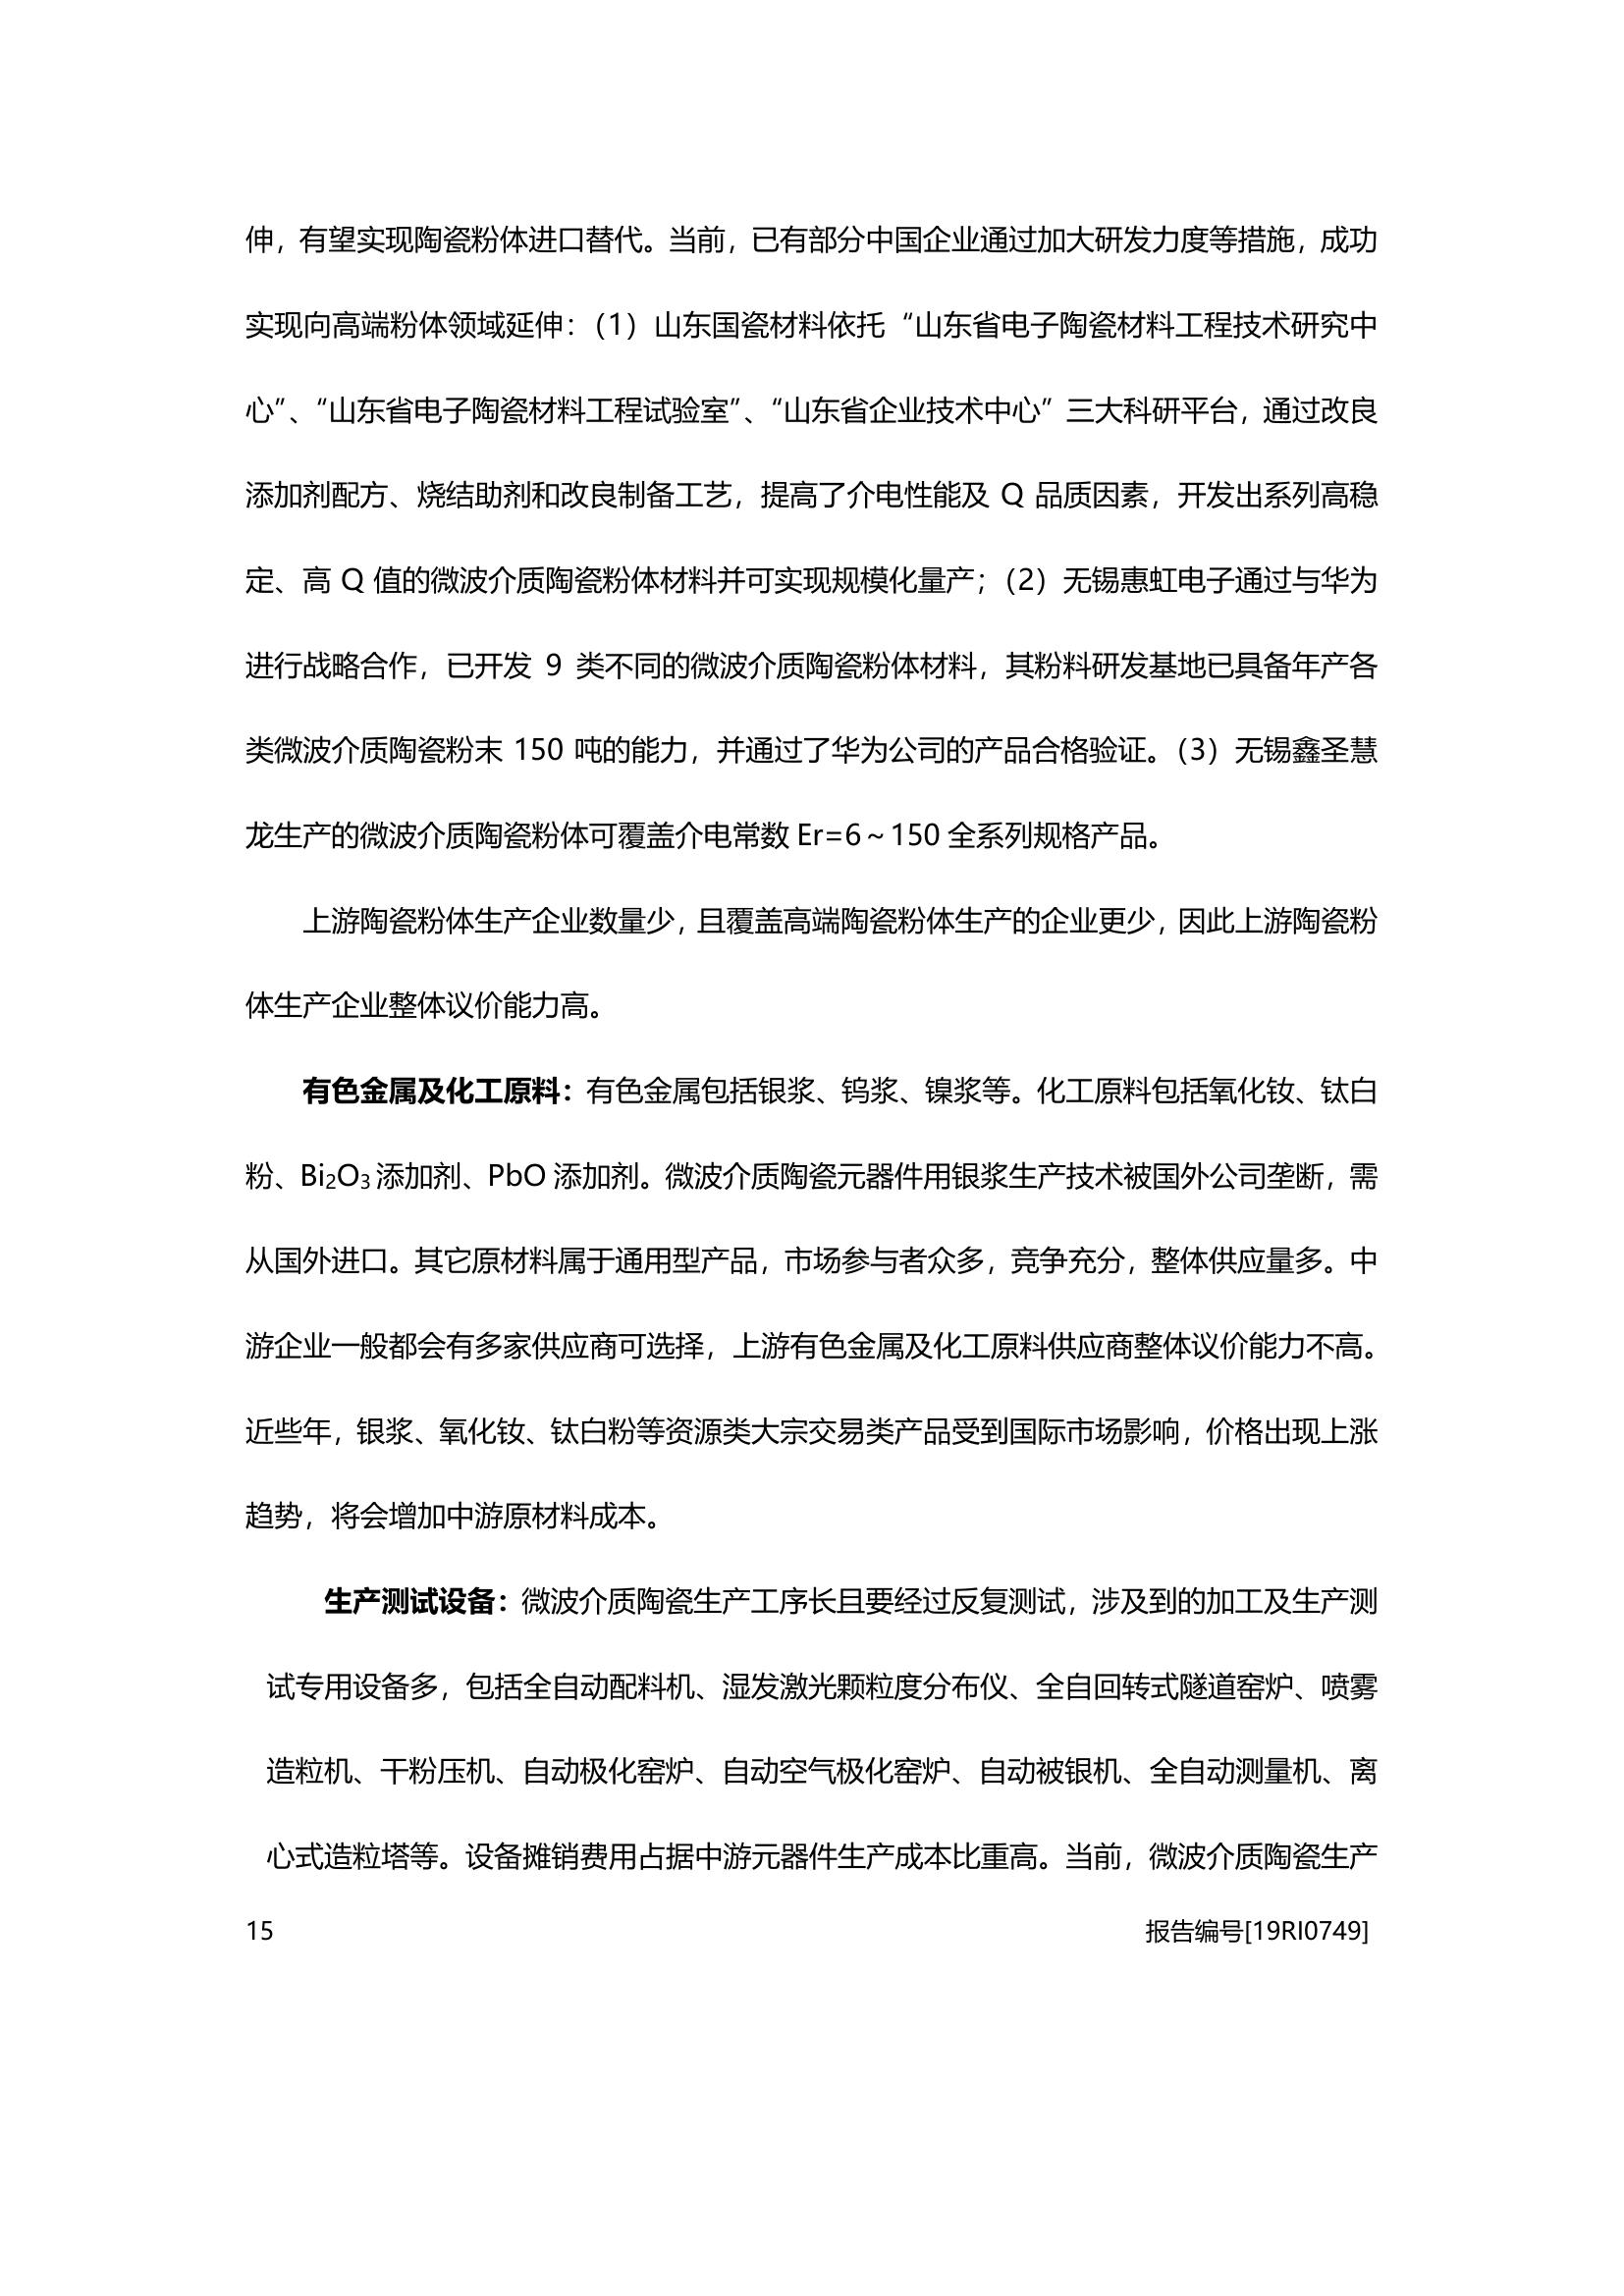 伸，有望实现陶瓷粉体进口替代。当前，已有部分中国企业通过加大研发力度等措施，成功
实现向高端粉体领域延伸：（1）山东国瓷材料依托“山东省电子陶瓷材料工程技术研究中
心”、“山东省电子陶瓷材料工程试验室”、“山东省企业技术中心”三大科研平台，通过改良
添加剂配方、烧结助剂和改良制备工艺，提高了介电性能及 Q 品质因素，开发出系列高稳
定、高 Q 值的微波介质陶瓷粉体材料并可实现规模化量产；（2）无锡惠虹电子通过与华为
进行战略合作，已开发 9 类不同的微波介质陶瓷粉体材料，其粉料研发基地已具备年产各
类微波介质陶瓷粉末 150 吨的能力，并通过了华为公司的产品合格验证。（3）无锡鑫圣慧
龙生产的微波介质陶瓷粉体可覆盖介电常数 Er=6～150 全系列规格产品。
上游陶瓷粉体生产企业数量少，且覆盖高端陶瓷粉体生产的企业更少，因此上游陶瓷粉
体生产企业整体议价能力高。
有色金属及化工原料：有色金属包括银浆、钨浆、镍浆等。化工原料包括氧化钕、钛白
粉、Bi₂O₃ 添加剂、PbO 添加剂。微波介质陶瓷元器件用银浆生产技术被国外公司垄断，需
从国外进口。其它原材料属于通用型产品，市场参与者众多，竞争充分，整体供应量多。中
游企业一般都会有多家供应商可选择，上游有色金属及化工原料供应商整体议价能力不高。
近些年，银浆、氧化钕、钛白粉等资源类大宗交易类产品受到国际市场影响，价格出现上涨
趋势，将会增加中游原材料成本。
生产测试设备：微波介质陶瓷生产工序长且要经过反复测试，涉及到的加工及生产测
试专用设备多，包括全自动配料机、湿发激光颗粒度分布仪、全自回转式隧道窑炉、喷雾
造粒机、干粉压机、自动极化窑炉、自动空气极化窑炉、自动被银机、全自动测量机、离
心式造粒塔等。设备摊销费用占据中游元器件生产成本比重高。当前，微波介质陶瓷生产
15 报告编号[19RI0749]